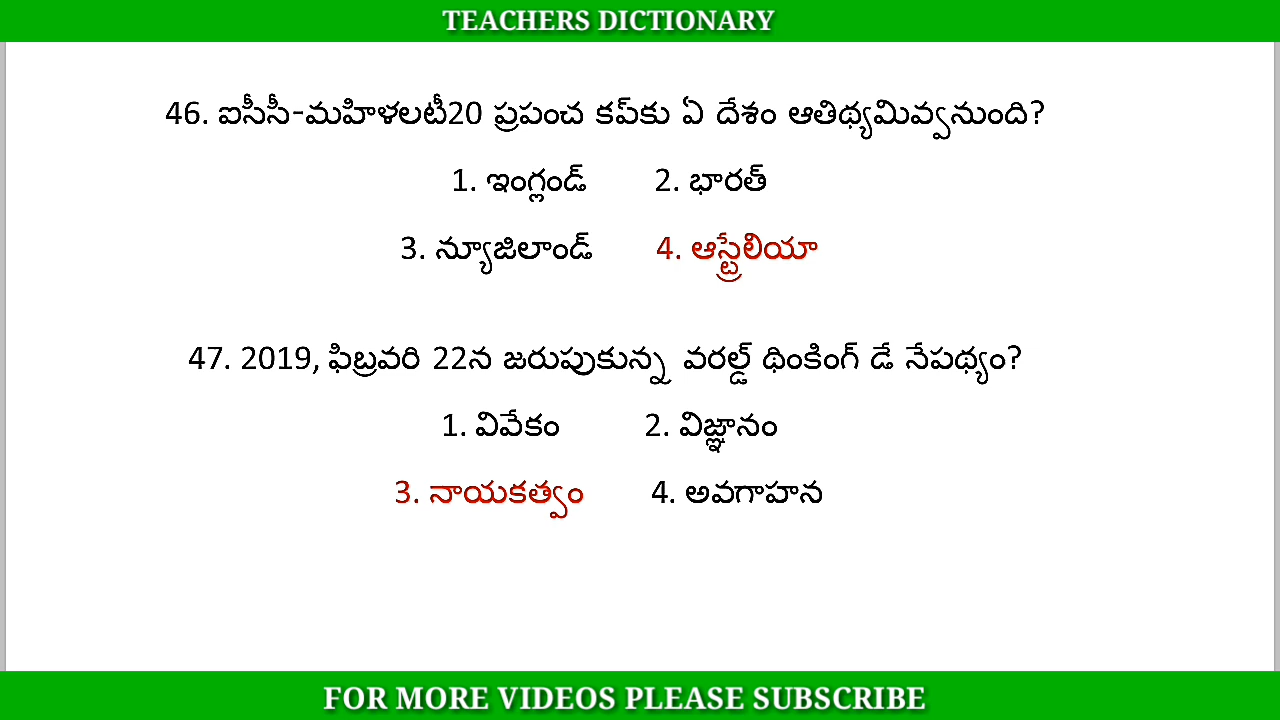 TEACHERS DICTIONARY
46. ఐసీసీ-మహిళలటీ20 ప్రపంచ కప్‌కు ఏ దేశం ఆతిథ్యమివ్వనుంది?
1. ఇంగ్లండ్ 2. భారత్
3. న్యూజిలాండ్ 4. ఆస్ట్రేలియా
47. 2019, ఫిబ్రవరి 22న జరుపుకున్న వరల్డ్ థింకింగ్ డే నేపథ్యం?
1. వివేకం 2. విజ్ఞానం
3. నాయకత్వం 4. అవగాహన
FOR MORE VIDEOS PLEASE SUBSCRIBE